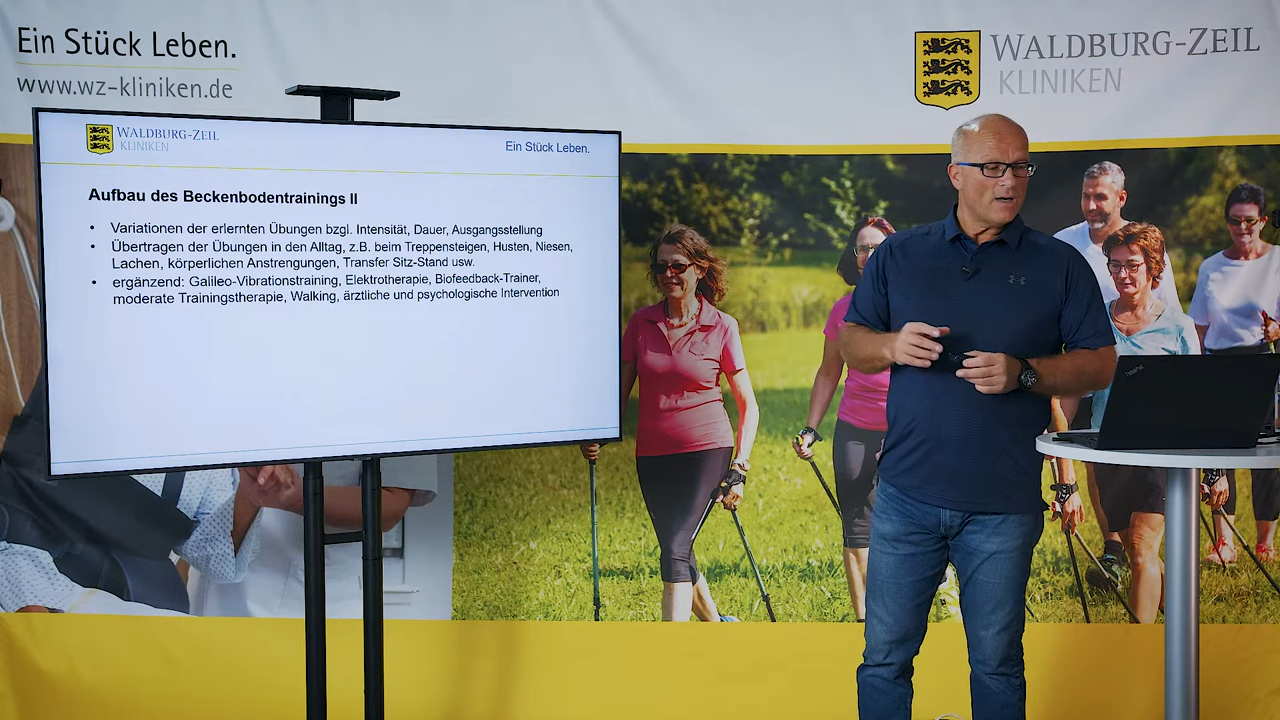 Ein Stück Leben.
www.wz-kliniken.de
WALDBURG-ZEIL
KLINIKEN
WALDBURG-ZEIL
KLINIKEN
Ein Stück Leben.
Aufbau des Beckenbodentrainings II
• Variationen der erlernten Übungen bzgl. Intensität, Dauer, Ausgangsstellung
• Übertragen der Übungen in den Alltag, z.B. beim Treppensteigen, Husten, Niesen,
Lachen, körperlichen Anstrengungen, Transfer Sitz-Stand usw.
• ergänzend: Galileo-Vibrationstraining, Elektrotherapie, Biofeedback-Trainer,
moderate Trainingstherapie, Walking, ärztliche und psychologische Intervention
ThinkPad